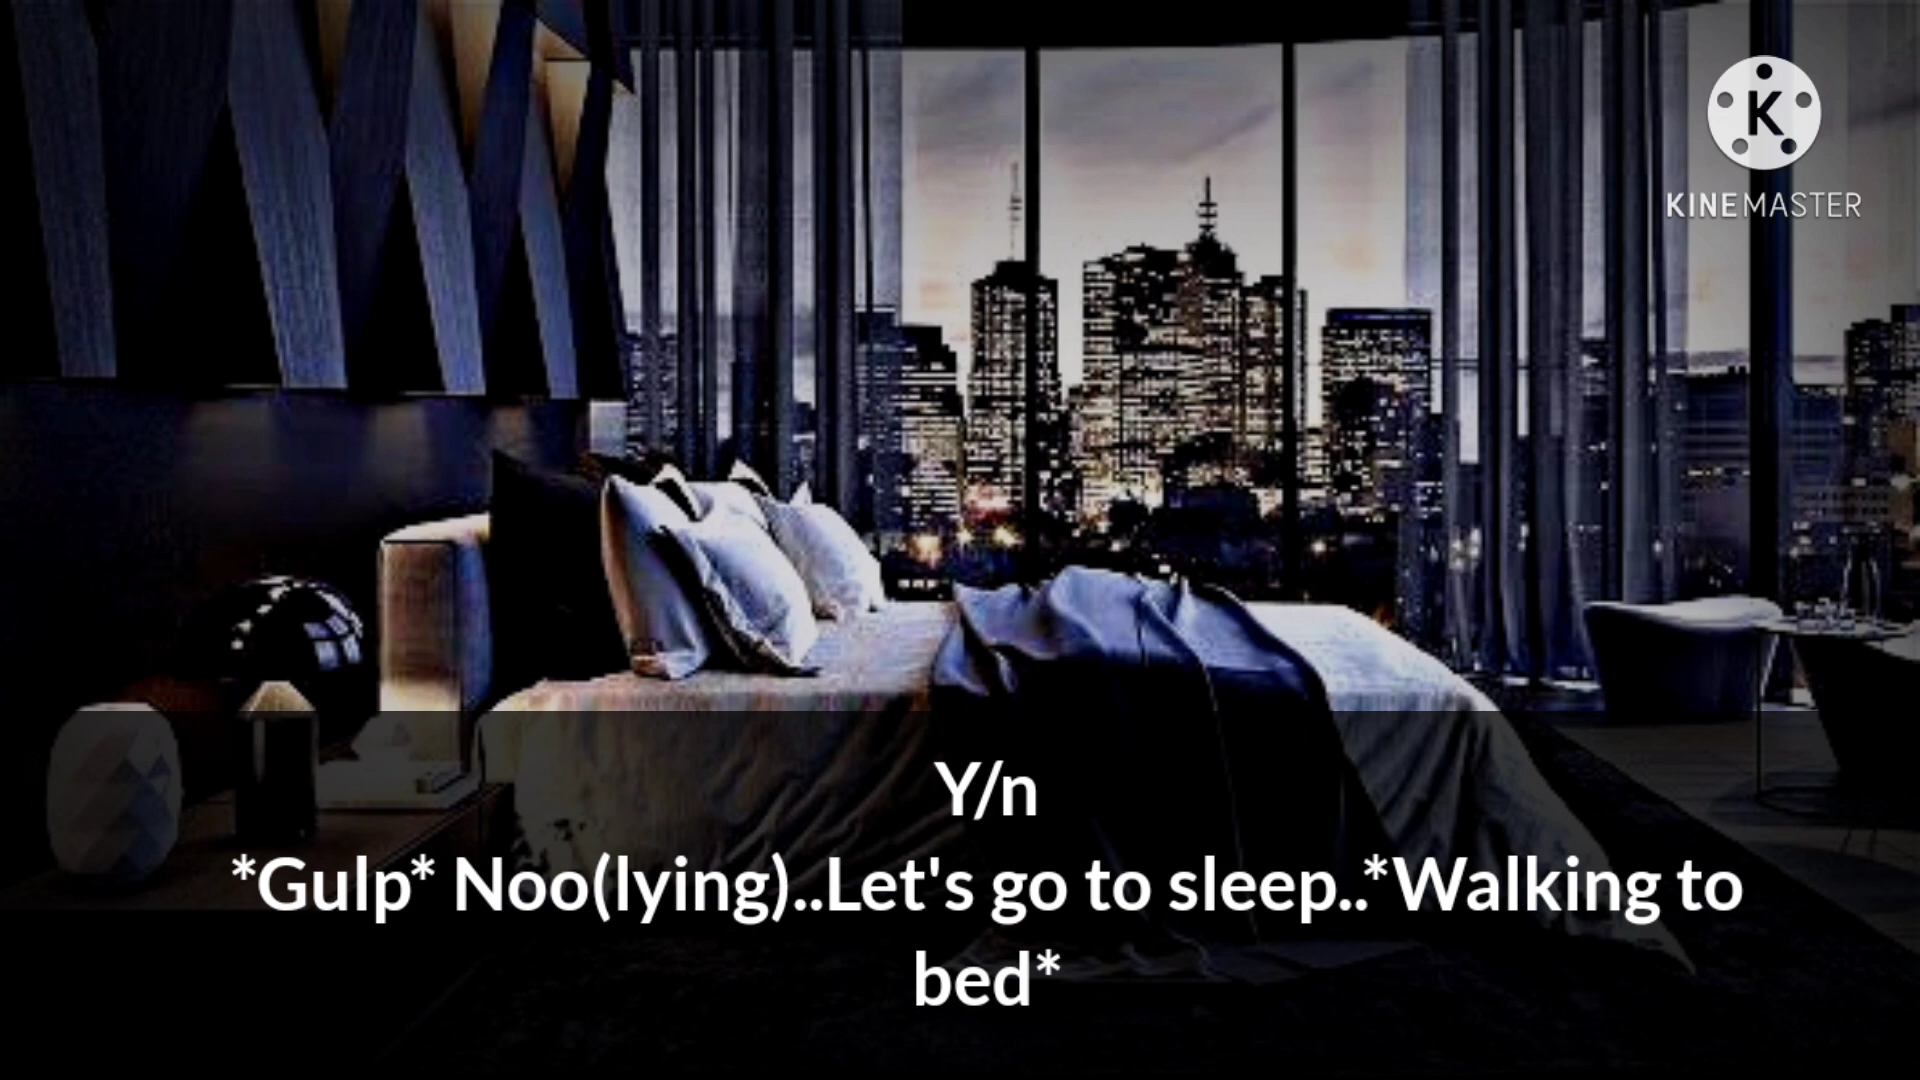 K
KINEMASTER
Y/n
*Gulp* Noo(lying)..Let's go to sleep..*Walking to
bed*